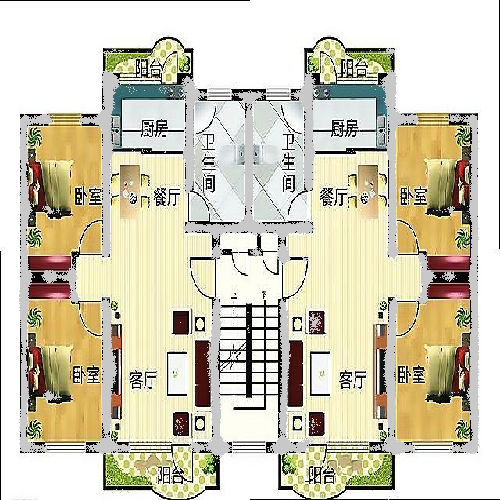 阳台 阳台
厨房 卫生间 卫生间 厨房
卧室 餐厅 餐厅 卧室
卧室 客厅 客厅 卧室
阳台 阳台